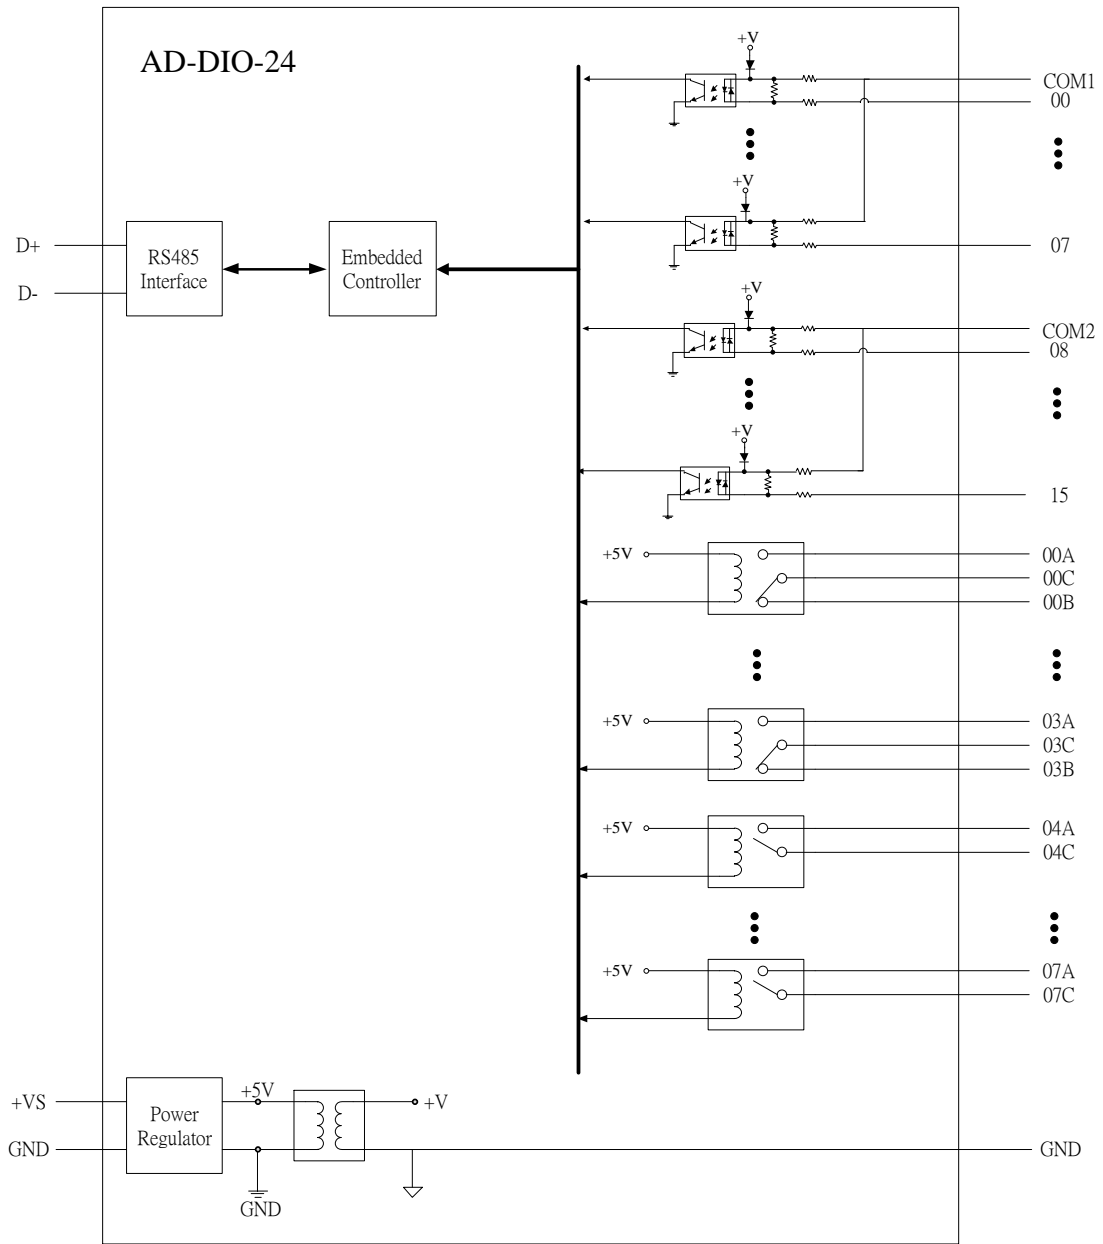 AD-DIO-24
+V
COM1
00
+V
07
D+
D-
RS485
Interface
Embedded
Controller
+V
COM2
08
+V
15
+5V
00A
00C
00B
+5V
03A
03C
03B
+5V
04A
04C
+5V
07A
07C
+VS
GND
Power
Regulator
+5V
+V
GND
GND